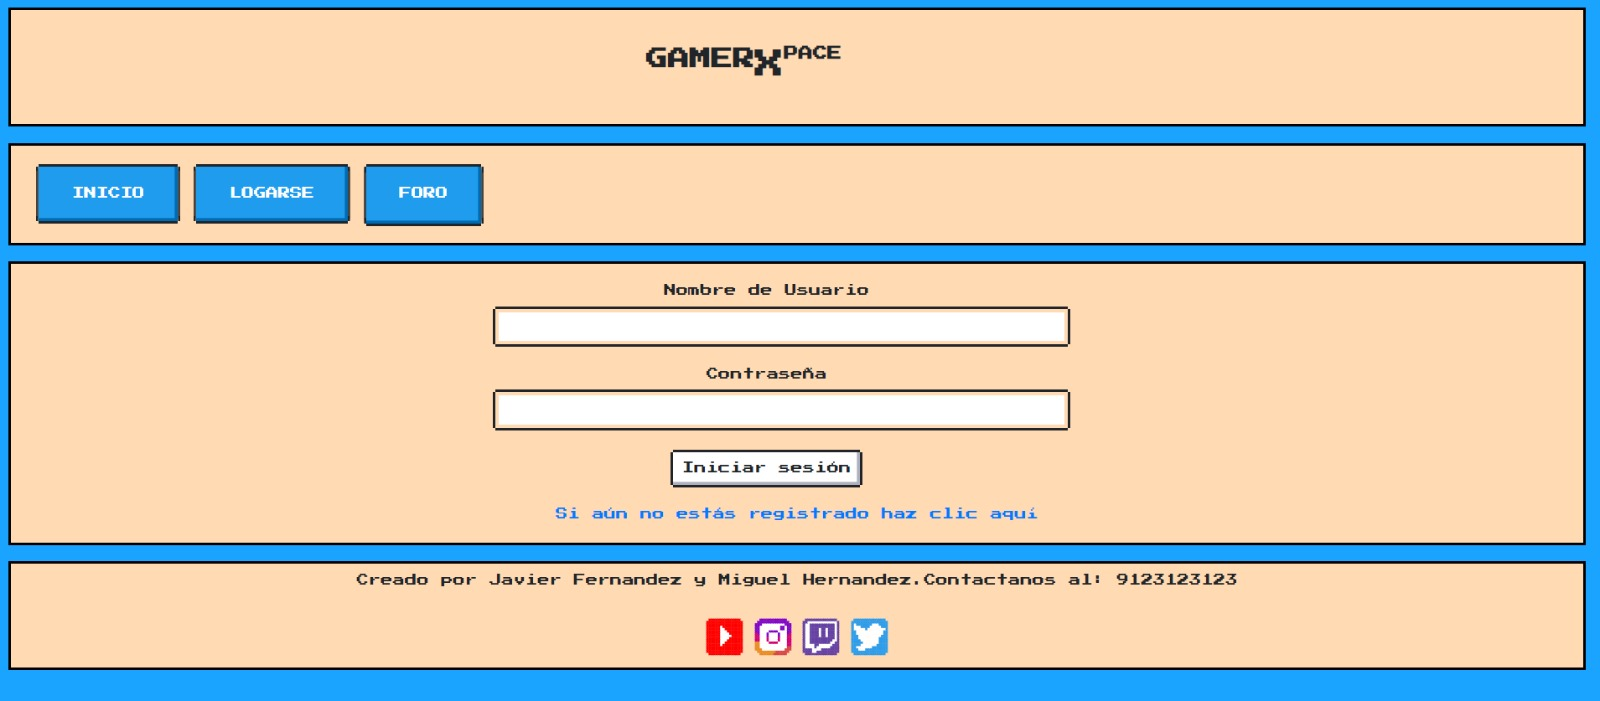 GAMERXPACE
INICIO LOGARSE FORO
Nombre de Usuario
Contraseña
Iniciar sesión
Si aún no estás registrado haz clic aquí
Creado por Javier Fernandez y Miguel Hernandez.Contactanos al: 9123123123